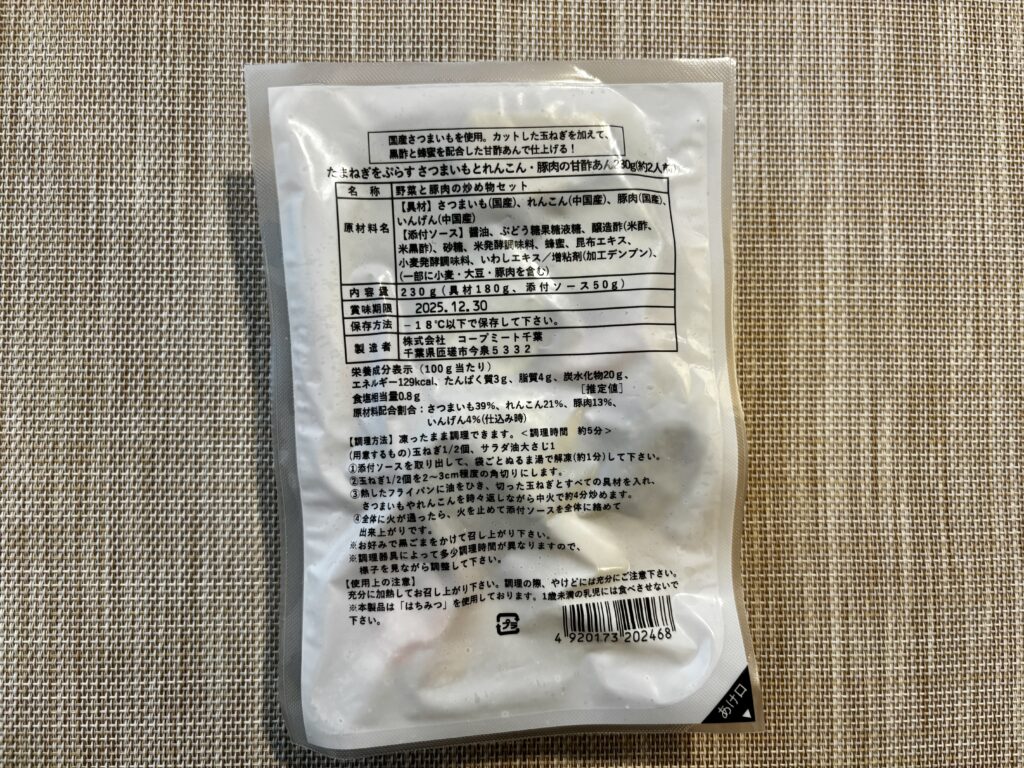 国産さつまいもを使用。カットした玉ねぎを加えて、
黒酢と蜂蜜を配合した甘酢あんで仕上げる!
たまねぎをぷらす さつまいもとれんこん・豚肉の甘酢あん230g(約2人前)
名 称 野菜と豚肉の炒め物セット
原材料名 【具材】さつまいも(国産)、れんこん(中国産)、豚肉(国産)、
いんげん(中国産)
【添付ソース】醤油、ぶどう糖果糖液糖、醸造酢(米酢、
米黒酢)、砂糖、米発酵調味料、蜂蜜、昆布エキス、
小麦発酵調味料、いわしエキス/増粘剤(加工デンプン)、
(一部に小麦・大豆・豚肉を含む)
内 容 量 230g(具材180g、添付ソース50g)
賞味期限 2025.12.30
保存方法 -18℃以下で保存して下さい。
製 造 者 株式会社 コープミート千葉
千葉県匝瑳市今泉5332
栄養成分表示(100g当たり)
エネルギー129kcal、たんぱく質3g、脂質4g、炭水化物20g、
食塩相当量0.8g [推定値]
原材料配合割合:さつまいも39%、れんこん21%、豚肉13%、
いんげん4%(仕込み時)
【調理方法】凍ったまま調理できます。<調理時間 約5分>
(用意するもの)玉ねぎ1/2個、サラダ油大さじ1
①添付ソースを取り出して、袋ごとぬるま湯で解凍(約1分)して下さい。
②玉ねぎ1/2個を2~3cm程度の角切りにします。
③熱したフライパンに油をひき、切った玉ねぎとすべての具材を入れ、
さつまいもやれんこんを時々返しながら中火で約4分炒めます。
④全体に火が通ったら、火を止めて添付ソースを全体に絡めて
出来上がりです。
※お好みで黒ごまをかけて召し上がり下さい。
※調理器具によって多少調理時間が異なりますので、
様子を見ながら調整して下さい。
【使用上の注意】
充分に加熱してお召し上がり下さい。調理の際、やけどには充分にご注意下さい。
※本製品は「はちみつ」を使用しております。1歳未満の乳児には食べさせないで
下さい。
プラ
4 920173 202468
あけ口